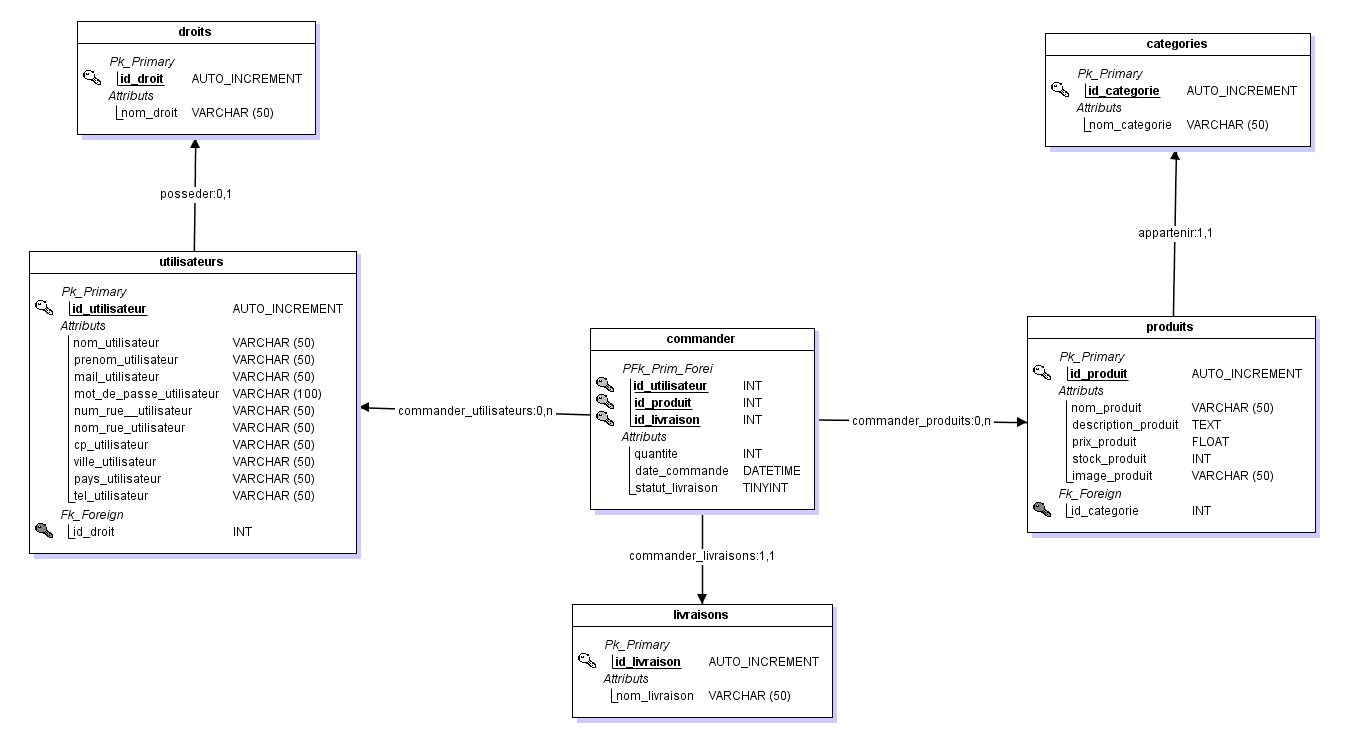 droits
Pk_Primary
id_droit AUTO_INCREMENT
Attributs
nom_droit VARCHAR (50)
categories
Pk_Primary
id_categorie AUTO_INCREMENT
Attributs
nom_categorie VARCHAR (50)
posseder:0,1
appartenir:1,1
utilisateurs
Pk_Primary
id_utilisateur AUTO_INCREMENT
Attributs
nom_utilisateur VARCHAR (50)
prenom_utilisateur VARCHAR (50)
mail_utilisateur VARCHAR (50)
mot_de_passe_utilisateur VARCHAR (100)
num_rue__utilisateur VARCHAR (50)
nom_rue_utilisateur VARCHAR (50)
cp_utilisateur VARCHAR (50)
ville_utilisateur VARCHAR (50)
pays_utilisateur VARCHAR (50)
tel_utilisateur VARCHAR (50)
Fk_Foreign
id_droit INT
commander_utilisateurs:0,n
commander
PFk_Prim_Forei
id_utilisateur INT
id_produit INT
id_livraison INT
Attributs
quantite INT
date_commande DATETIME
statut_livraison TINYINT
commander_produits:0,n
produits
Pk_Primary
id_produit AUTO_INCREMENT
Attributs
nom_produit VARCHAR (50)
description_produit TEXT
prix_produit FLOAT
stock_produit INT
image_produit VARCHAR (50)
Fk_Foreign
id_categorie INT
commander_livraisons:1,1
livraisons
Pk_Primary
id_livraison AUTO_INCREMENT
Attributs
nom_livraison VARCHAR (50)